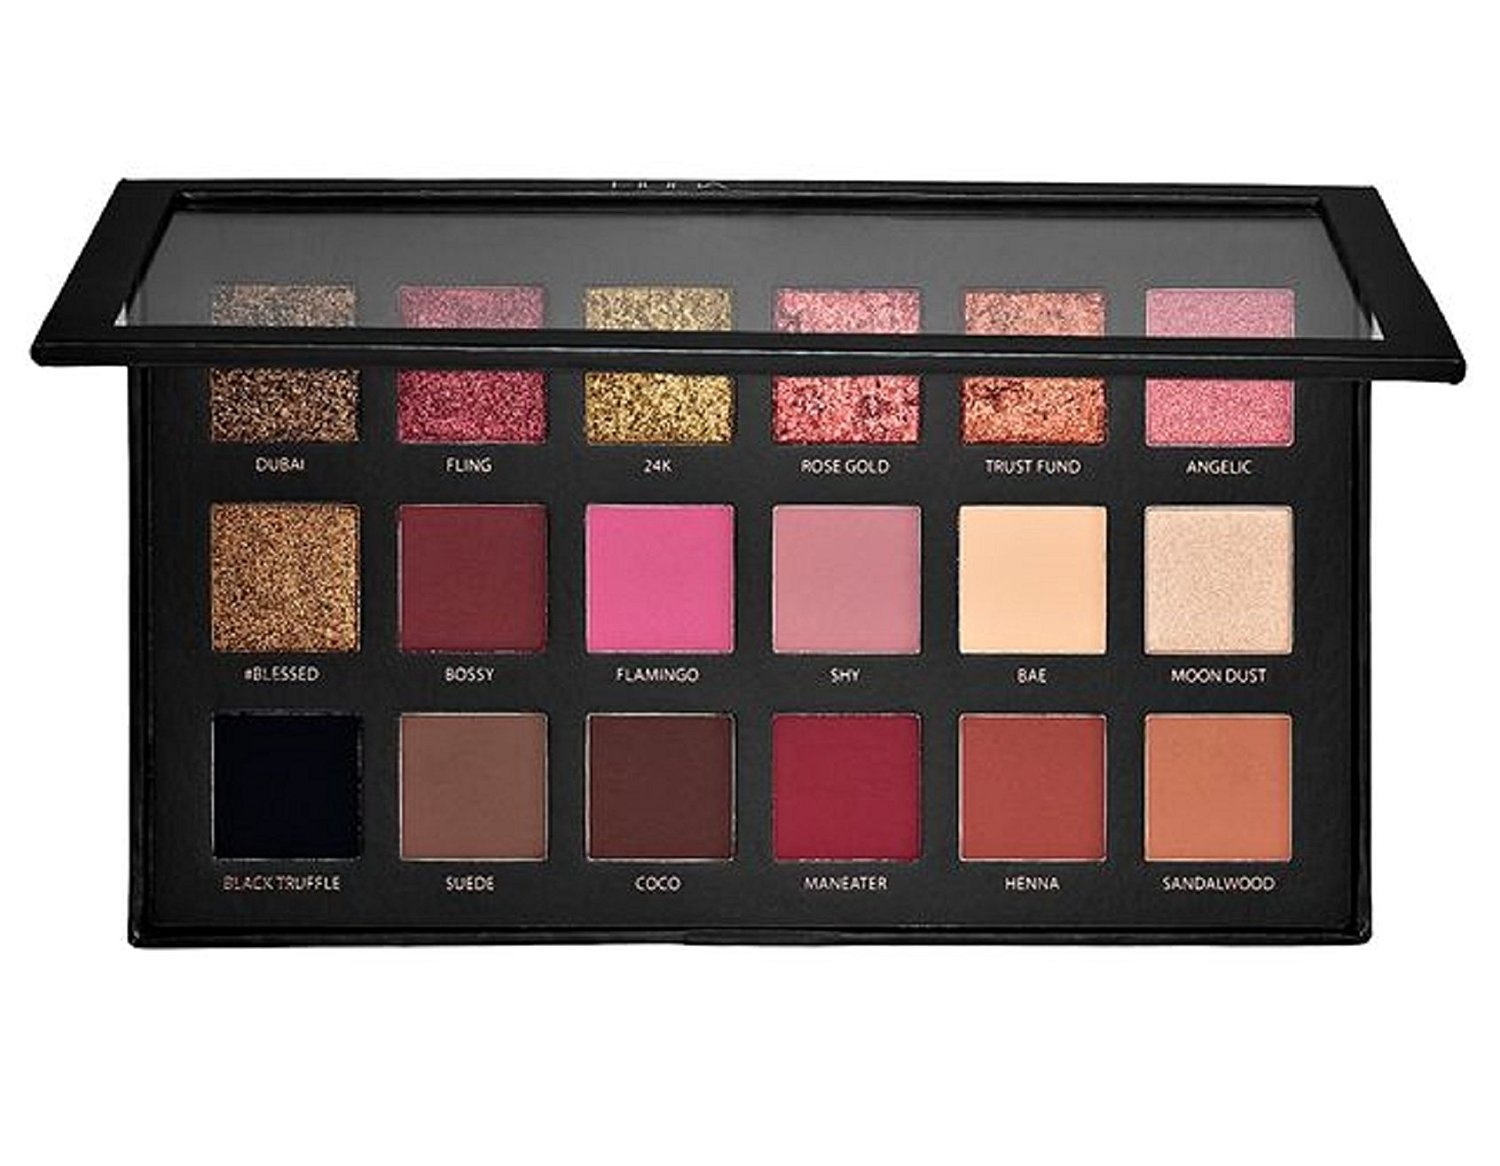 DUBAI FLING 24K ROSE GOLD TRUST FUND ANGELIC
#BLESSED BOSSY FLAMINGO SHY BAE MOON DUST
BLACK TRUFFLE SUEDE COCO MANEATER HENNA SANDALWOOD